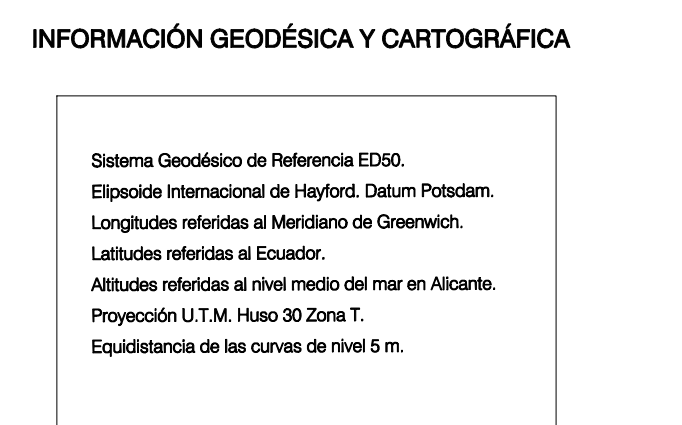 INFORMACIÓN GEODÉSICA Y CARTOGRÁFICA
Sistema Geodésico de Referencia ED50.
Elipsoide Internacional de Hayford. Datum Potsdam.
Longitudes referidas al Meridiano de Greenwich.
Latitudes referidas al Ecuador.
Altitudes referidas al nivel medio del mar en Alicante.
Proyección U.T.M. Huso 30 Zona T.
Equidistancia de las curvas de nivel 5 m.